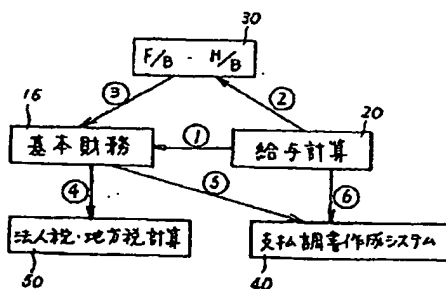 30
F/B - H/B
③
②
16
20
基本財務
①
給与計算
④
⑤
⑥
法人税・地方税計算
支払調書作成システム
50
40